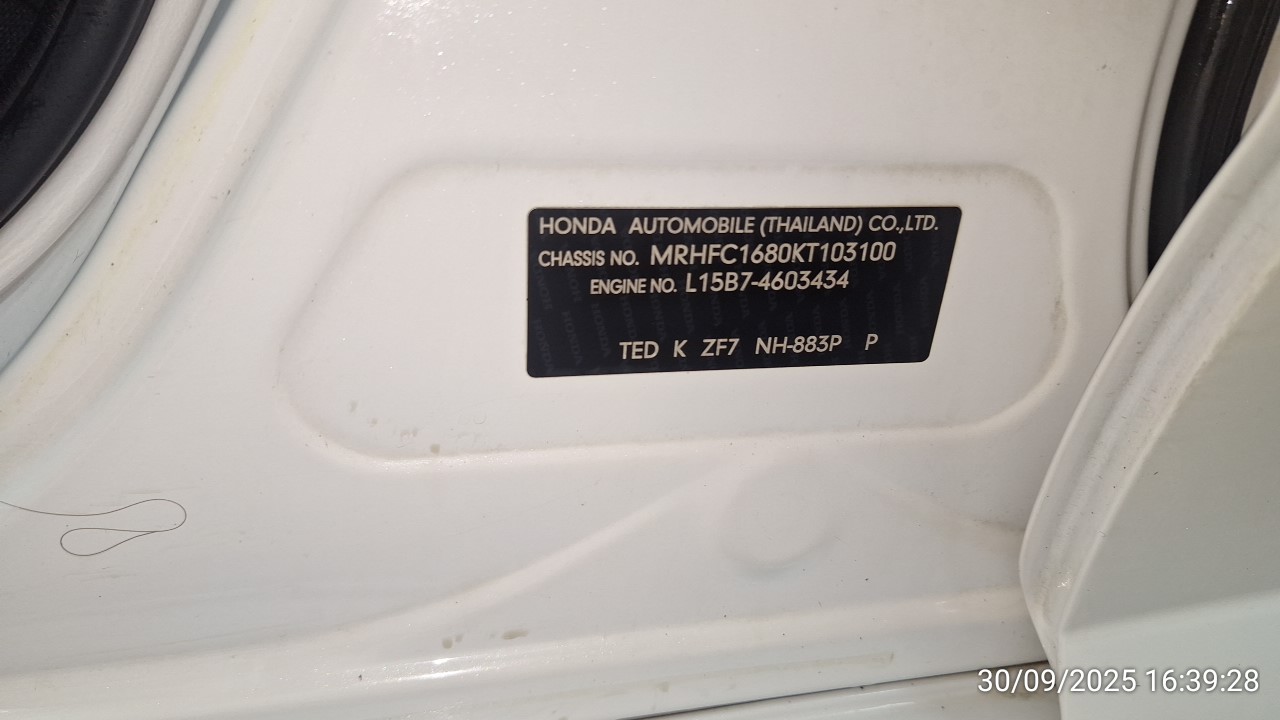 HONDA AUTOMOBILE (THAILAND) CO.,LTD.
CHASSIS NO. MRHFC1680KT103100
ENGINE NO. L15B7-4603434
TED K ZF7 NH-883P P
30/09/2025 16:39:28